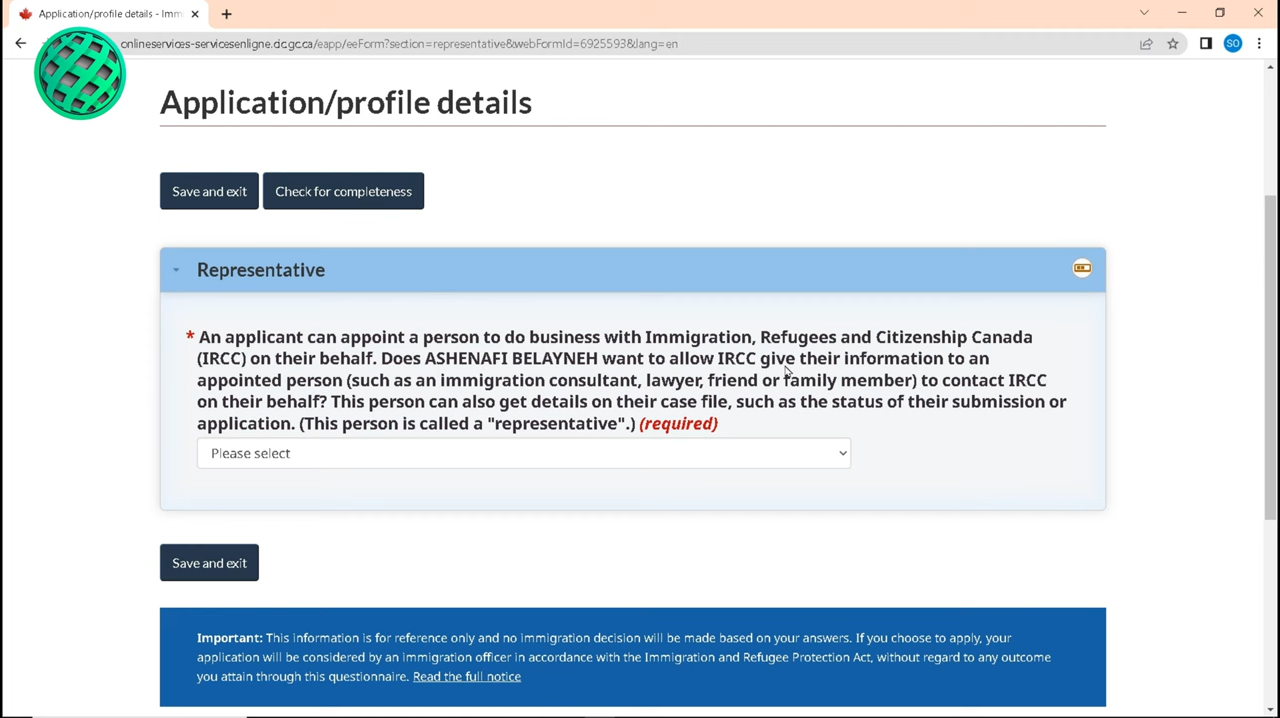 Application/profile details - Imm
onlineservices-servicesenligne.cic.gc.ca/eapp/eeForm?section=representative&webFormId=6925593&lang=en
SO
Application/profile details
Save and exit
Check for completeness
Representative
* An applicant can appoint a person to do business with Immigration, Refugees and Citizenship Canada
(IRCC) on their behalf. Does ASHENAFI BELAYNEH want to allow IRCC give their information to an
appointed person (such as an immigration consultant, lawyer, friend or family member) to contact IRCC
on their behalf? This person can also get details on their case file, such as the status of their submission or
application. (This person is called a "representative".) (required)
Please select
Save and exit
Important: This information is for reference only and no immigration decision will be made based on your answers. If you choose to apply, your
application will be considered by an immigration officer in accordance with the Immigration and Refugee Protection Act, without regard to any outcome
you attain through this questionnaire. Read the full notice